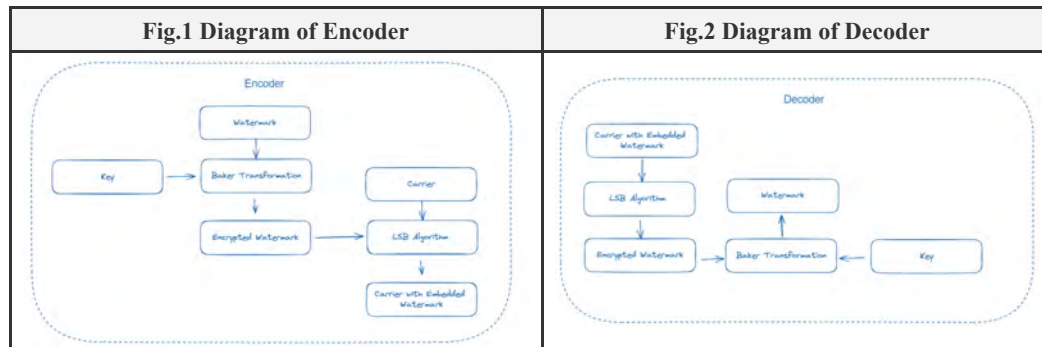 Fig.1 Diagram of Encoder
Encoder
Watermark
Key
Baker Transformation
Carrier
Encrypted Watermark
LSB Algorithm
Carrier with Embedded
Watermark
Fig.2 Diagram of Decoder
Decoder
Carrier with Embedded
Watermark
LSB Algorithm
Watermark
Encrypted Watermark
Baker Transformation
Key